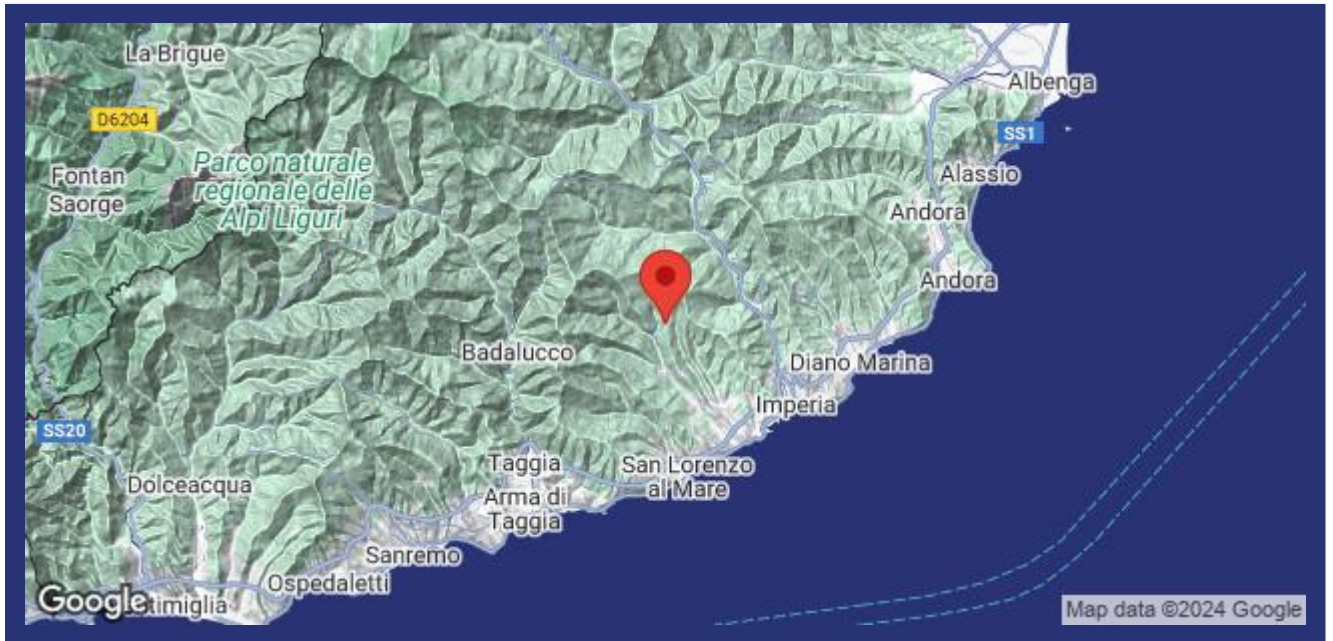 La Brigue
Albenga
D6204
SS1
Parco naturale
regionale delle
Alpi Liguri
Fontan
Saorge
Alassio
Andora
Andora
Badalucco
Diano Marina
Imperia
SS20
Taggia
San Lorenzo
al Mare
Dolceacqua
Arma di
Taggia
Sanremo
Ospedaletti
Google
timiglia
Map data ©2024 Google